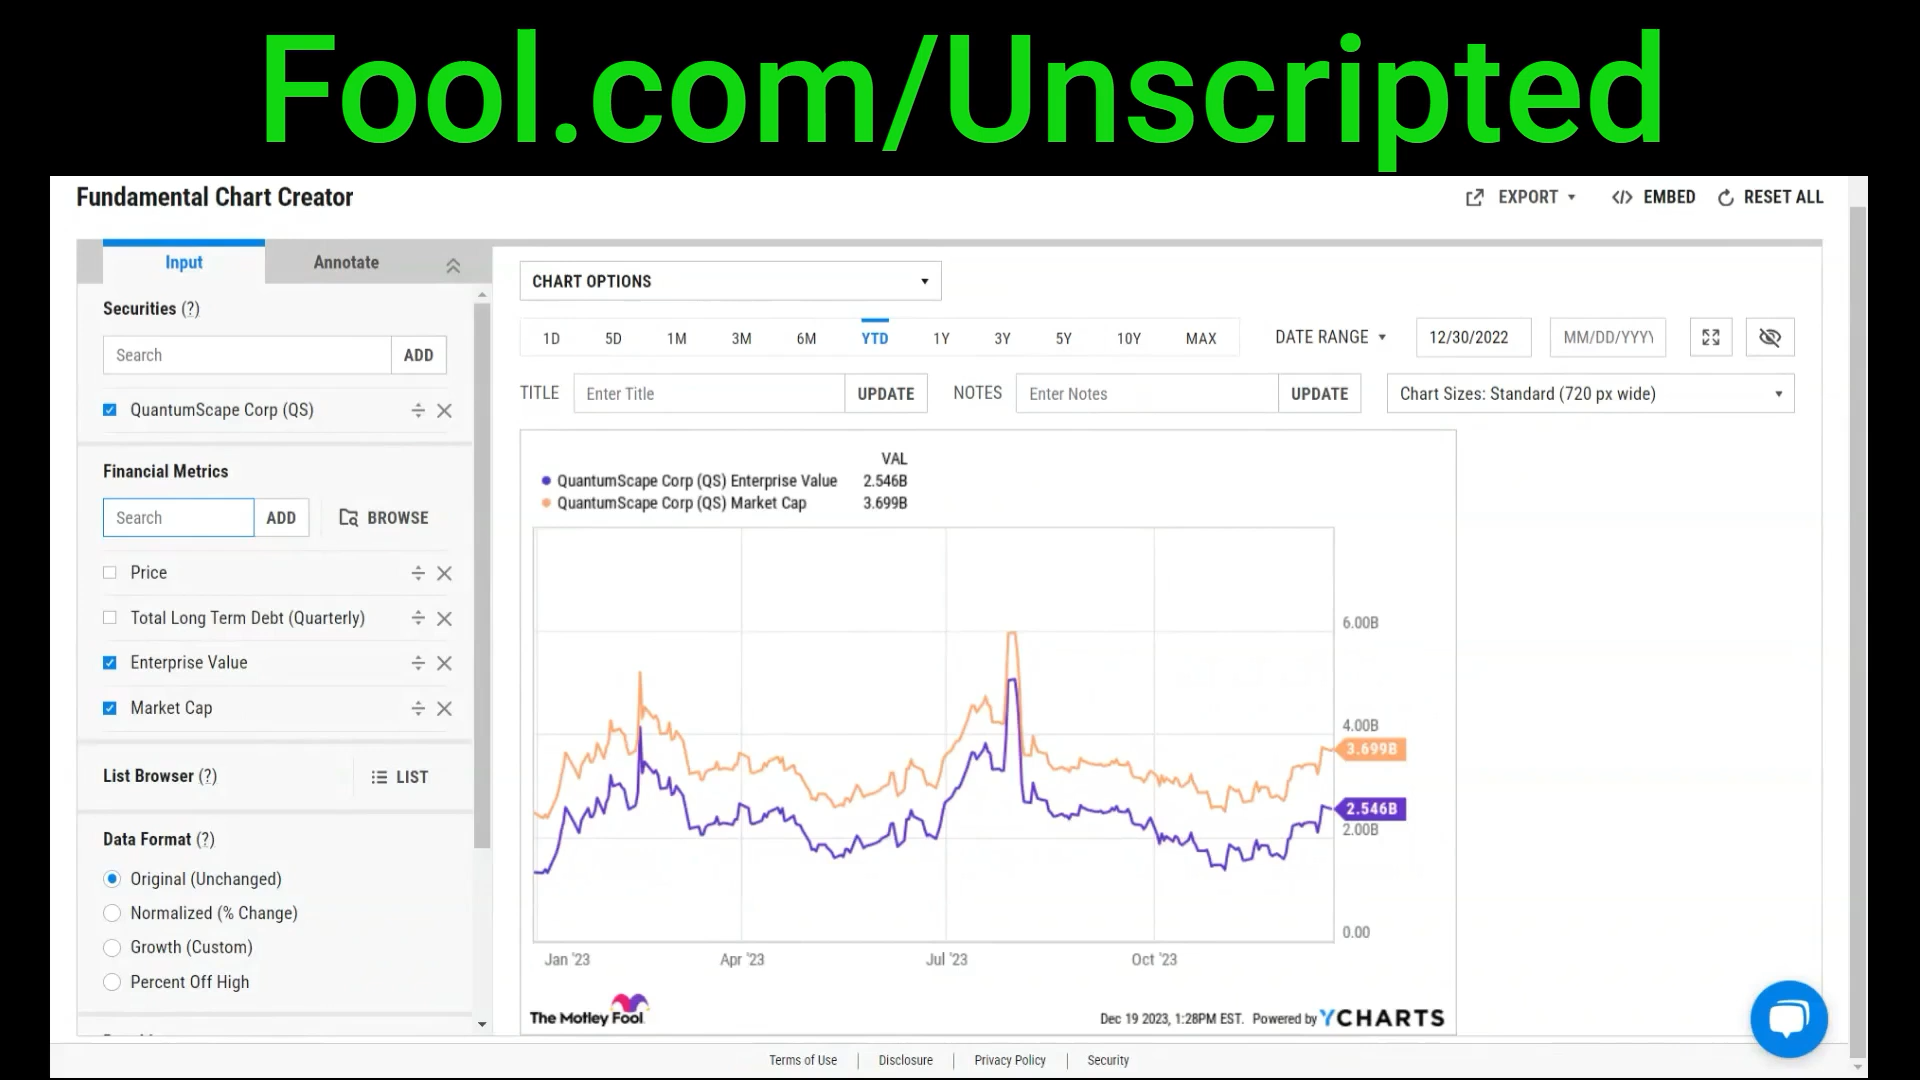 Fool.com/Unscripted
Fundamental Chart Creator
EXPORT
</> EMBED
RESET ALL
Input
Annotate
Securities (?)
Search
ADD
QuantumScape Corp (QS)
Financial Metrics
Search
ADD
BROWSE
Price
Total Long Term Debt (Quarterly)
Enterprise Value
Market Cap
List Browser (?)
LIST
Data Format (?)
Original (Unchanged)
Normalized (% Change)
Growth (Custom)
Percent Off High
CHART OPTIONS
1D 5D 1M 3M 6M YTD 1Y 3Y 5Y 10Y MAX
DATE RANGE
12/30/2022
MM/DD/YYYY
TITLE
Enter Title
UPDATE
NOTES
Enter Notes
UPDATE
Chart Sizes: Standard (720 px wide)
VAL
QuantumScape Corp (QS) Enterprise Value 2.546B
QuantumScape Corp (QS) Market Cap 3.699B
6.00B
4.00B
3.699B
2.546B
2.00B
0.00
Jan '23 Apr '23 Jul '23 Oct '23
The Motley Fool.
Dec 19 2023, 1:28PM EST. Powered by YCHARTS
Terms of Use | Disclosure | Privacy Policy | Security